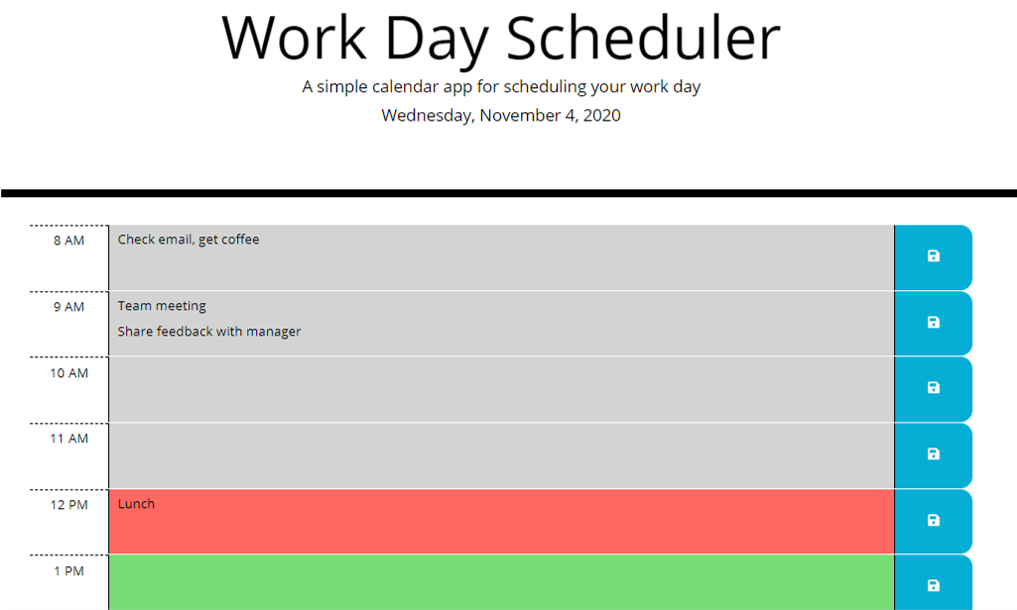 Work Day Scheduler
A simple calendar app for scheduling your work day
Wednesday, November 4, 2020
8 AM
Check email, get coffee
9 AM
Team meeting
Share feedback with manager
10 AM
11 AM
12 PM
Lunch
1 PM